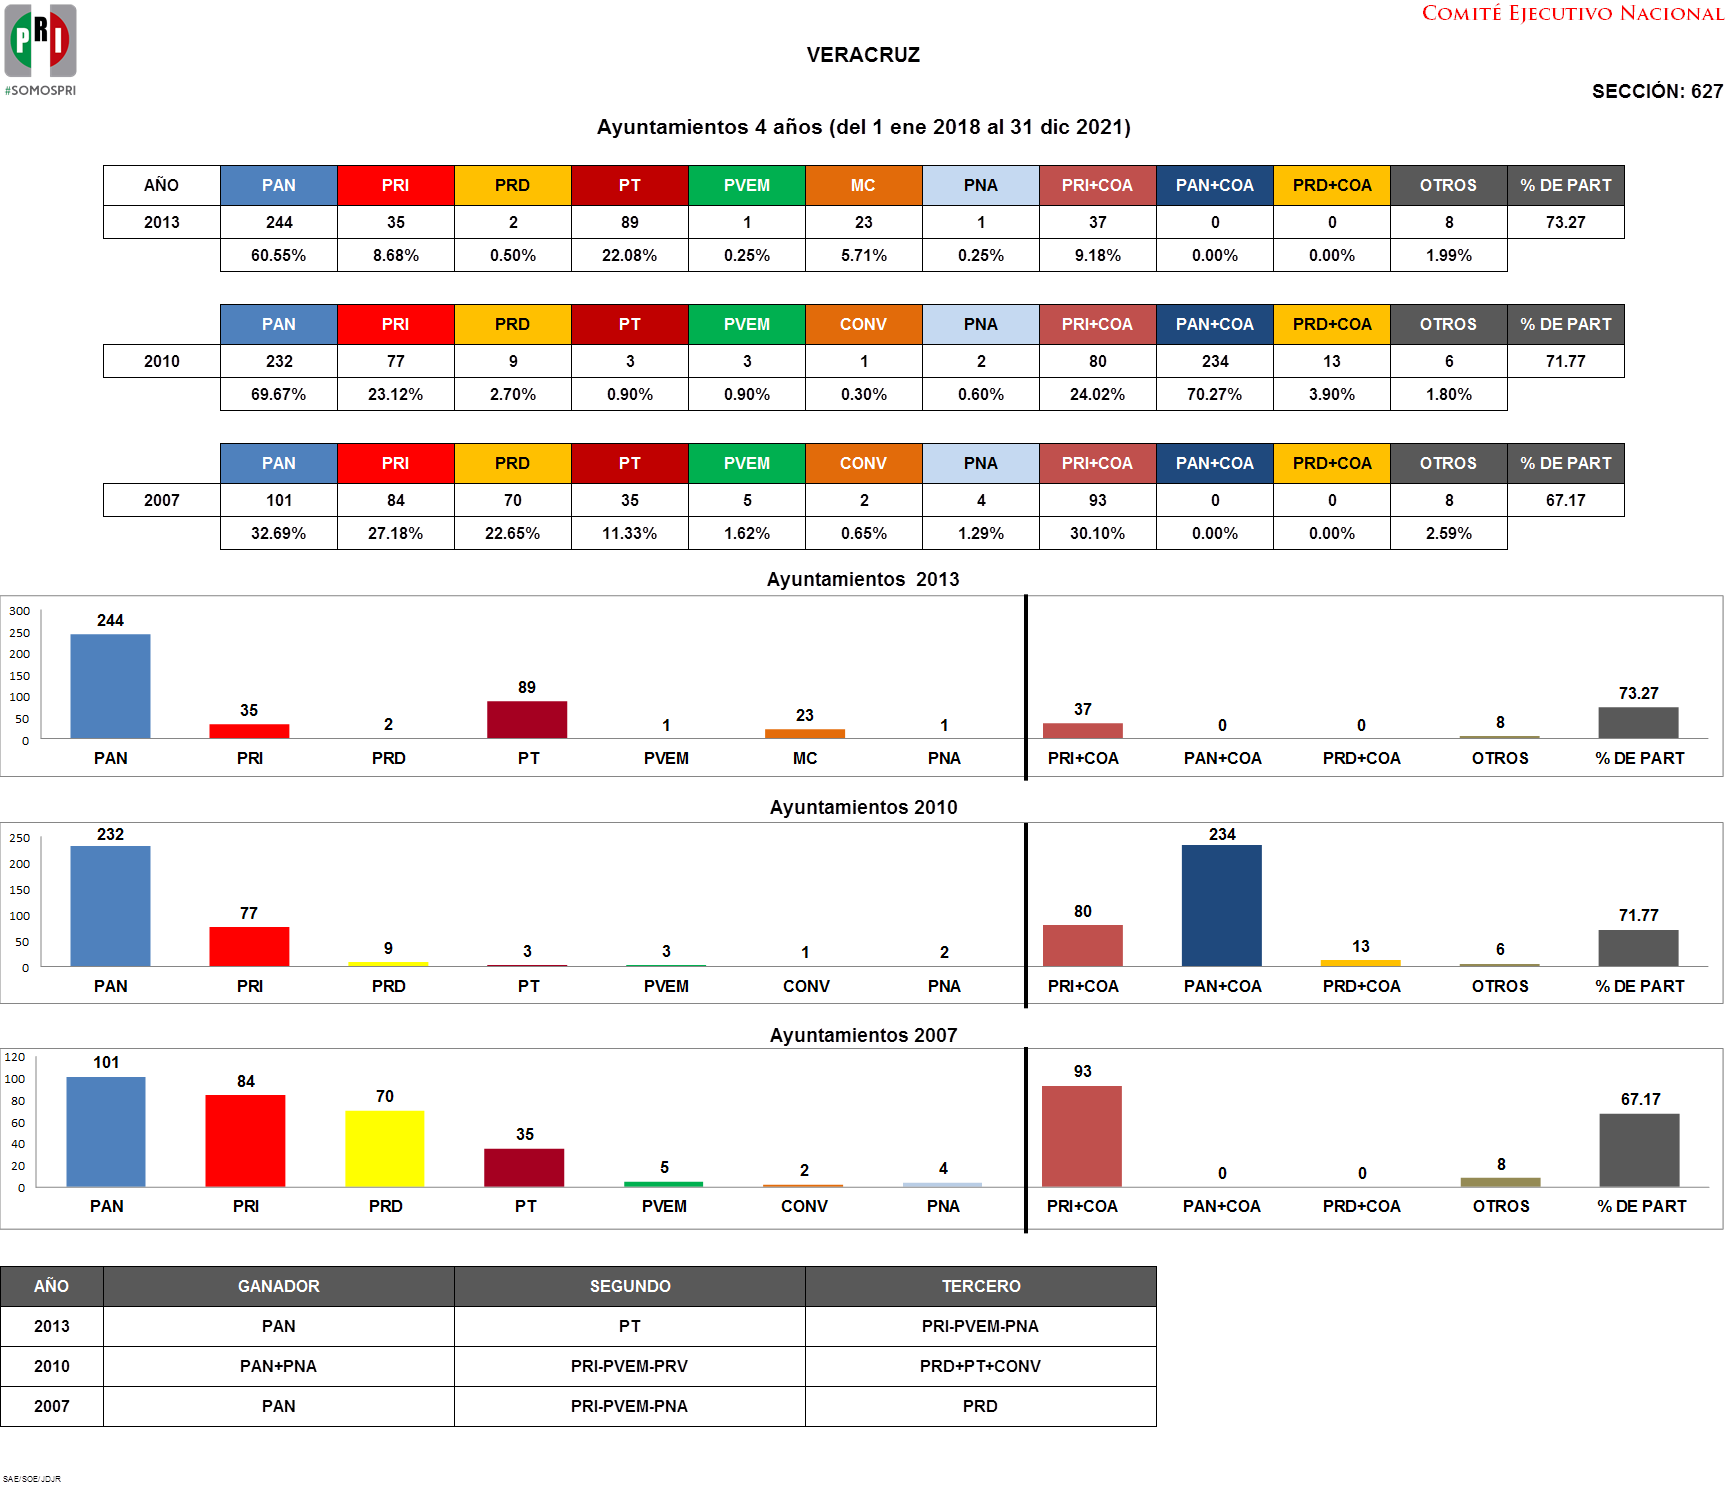 PRI
#SOMOSPRI
COMITÉ EJECUTIVO NACIONAL
VERACRUZ
SECCIÓN: 627
Ayuntamientos 4 años (del 1 ene 2018 al 31 dic 2021)
AÑO PAN PRI PRD PT PVEM MC PNA PRI+COA PAN+COA PRD+COA OTROS % DE PART
2013 244 35 2 89 1 23 1 37 0 0 8 73.27
60.55% 8.68% 0.50% 22.08% 0.25% 5.71% 0.25% 9.18% 0.00% 0.00% 1.99%
PAN PRI PRD PT PVEM CONV PNA PRI+COA PAN+COA PRD+COA OTROS % DE PART
2010 232 77 9 3 3 1 2 80 234 13 6 71.77
69.67% 23.12% 2.70% 0.90% 0.90% 0.30% 0.60% 24.02% 70.27% 3.90% 1.80%
PAN PRI PRD PT PVEM CONV PNA PRI+COA PAN+COA PRD+COA OTROS % DE PART
2007 101 84 70 35 5 2 4 93 0 0 8 67.17
32.69% 27.18% 22.65% 11.33% 1.62% 0.65% 1.29% 30.10% 0.00% 0.00% 2.59%
Ayuntamientos 2013
300
250
200
150
100
50
0
244 35 2 89 1 23 1 37 0 0 8 73.27
PAN PRI PRD PT PVEM MC PNA PRI+COA PAN+COA PRD+COA OTROS % DE PART
Ayuntamientos 2010
250
200
150
100
50
0
232 77 9 3 3 1 2 80 234 13 6 71.77
PAN PRI PRD PT PVEM CONV PNA PRI+COA PAN+COA PRD+COA OTROS % DE PART
Ayuntamientos 2007
120
100
80
60
40
20
0
101 84 70 35 5 2 4 93 0 0 8 67.17
PAN PRI PRD PT PVEM CONV PNA PRI+COA PAN+COA PRD+COA OTROS % DE PART
AÑO GANADOR SEGUNDO TERCERO
2013 PAN PT PRI-PVEM-PNA
2010 PAN+PNA PRI-PVEM-PRV PRD+PT+CONV
2007 PAN PRI-PVEM-PNA PRD
SAE/SOE/JDJR